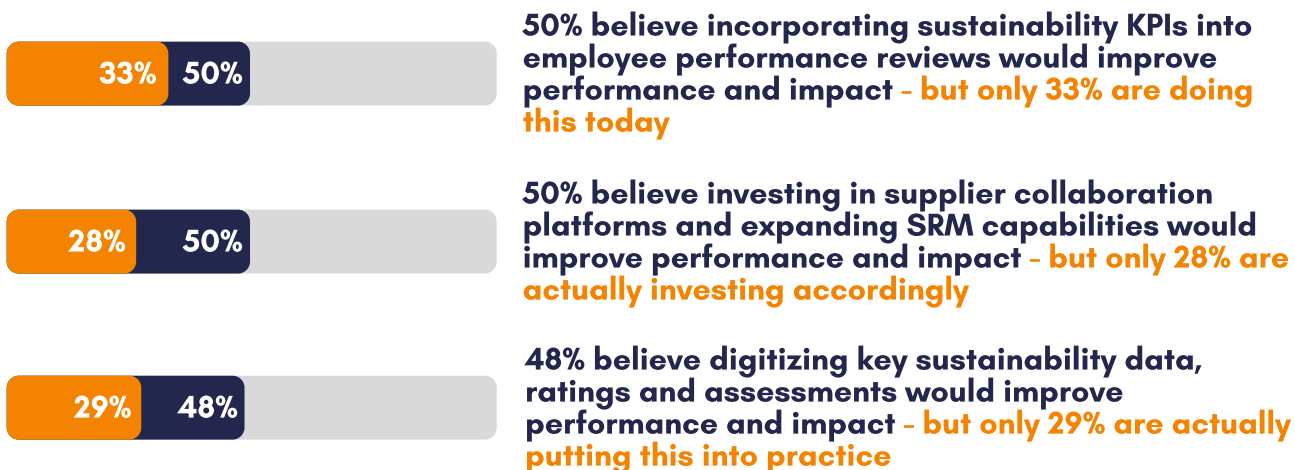 33% 50%
50% believe incorporating sustainability KPIs into
employee performance reviews would improve
performance and impact - but only 33% are doing
this today
28% 50%
50% believe investing in supplier collaboration
platforms and expanding SRM capabilities would
improve performance and impact - but only 28% are
actually investing accordingly
29% 48%
48% believe digitizing key sustainability data,
ratings and assessments would improve
performance and impact - but only 29% are actually
putting this into practice